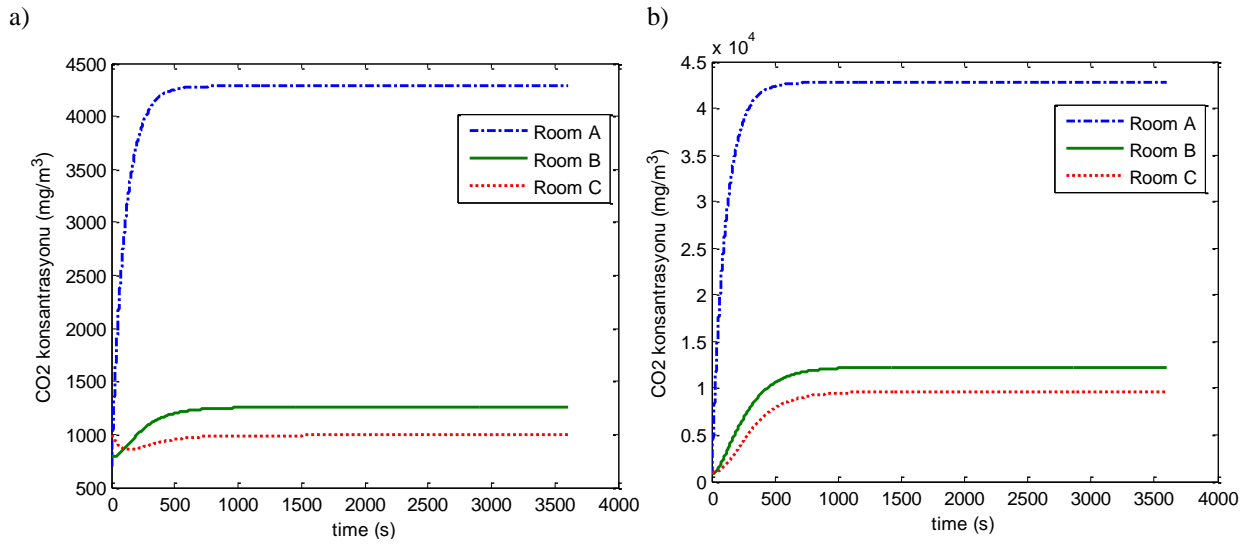 a)
CO2 konsantrasyonu (mg/m³)
4500
4000
3500
3000
2500
2000
1500
1000
500
0 500 1000 1500 2000 2500 3000 3500 4000
time (s)
Room A
Room B
Room C
b)
x 10⁴
CO2 konsantrasyonu (mg/m³)
4.5
4
3.5
3
2.5
2
1.5
1
0.5
0
0 500 1000 1500 2000 2500 3000 3500 4000
time (s)
Room A
Room B
Room C